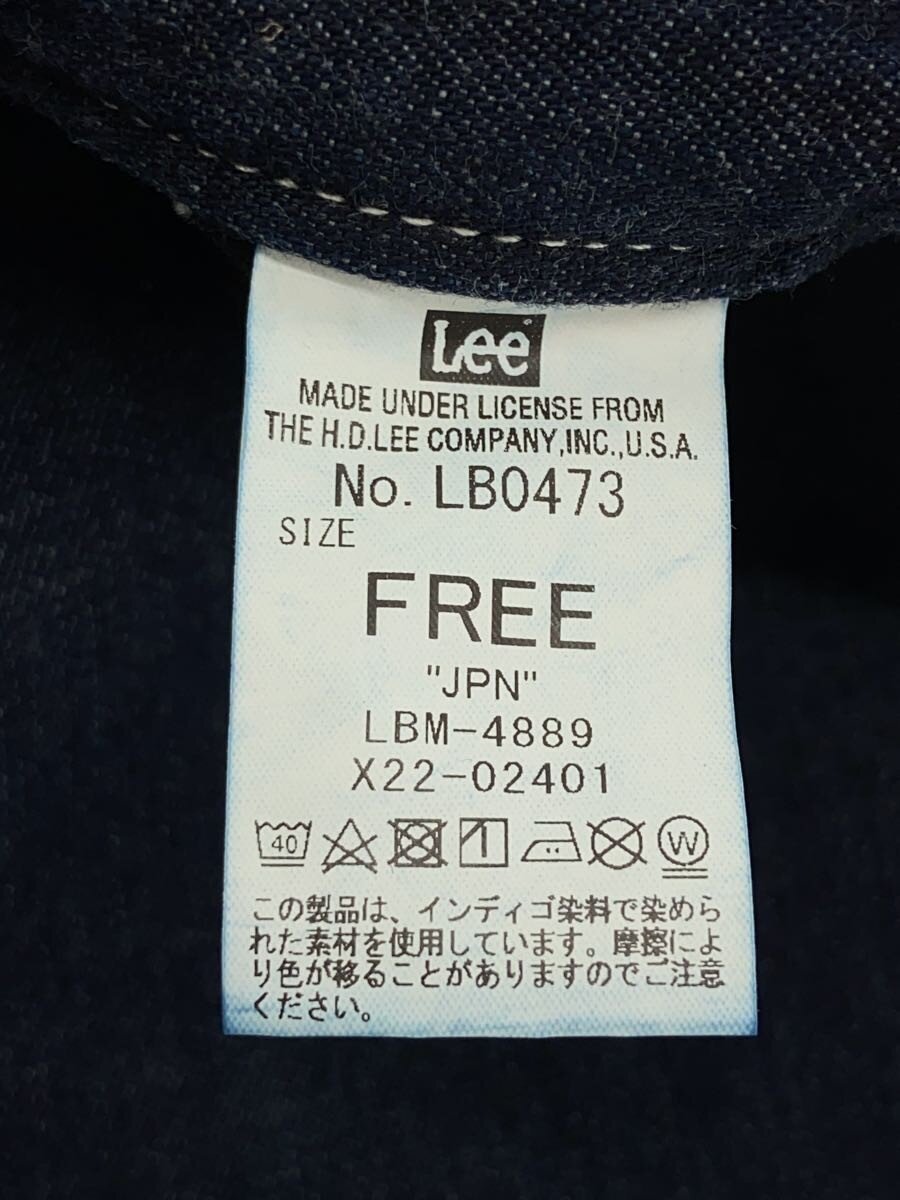 Lee
MADE UNDER LICENSE FROM
THE H.D.LEE COMPANY,INC.,U.S.A.
No. LB0473
SIZE
FREE
"JPN"
LBM-4889
X22-02401
40
W
この製品は、インディゴ染料で染めら
れた素材を使用しています。摩擦によ
り色が移ることがありますのでご注意
ください。